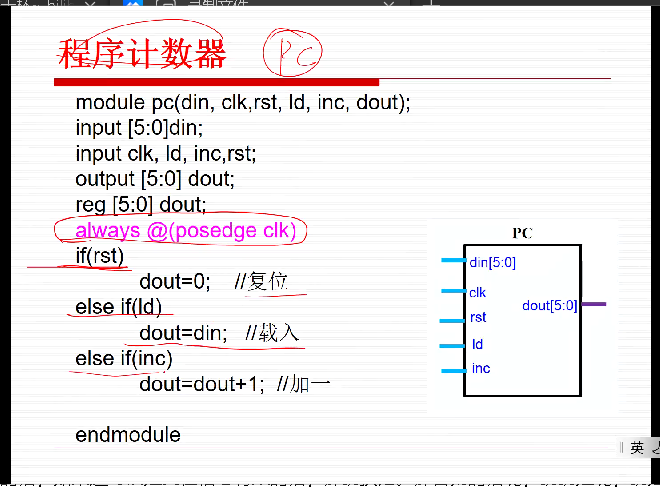 程序计数器 PC
module pc(din, clk,rst, ld, inc, dout);
input [5:0]din;
input clk, ld, inc,rst;
output [5:0] dout;
reg [5:0] dout;
always @(posedge clk)
if(rst)
dout=0; //复位
else if(ld)
dout=din; //载入
else if(inc)
dout=dout+1; //加一
endmodule
PC
din[5:0]
clk
dout[5:0]
rst
ld
inc
英